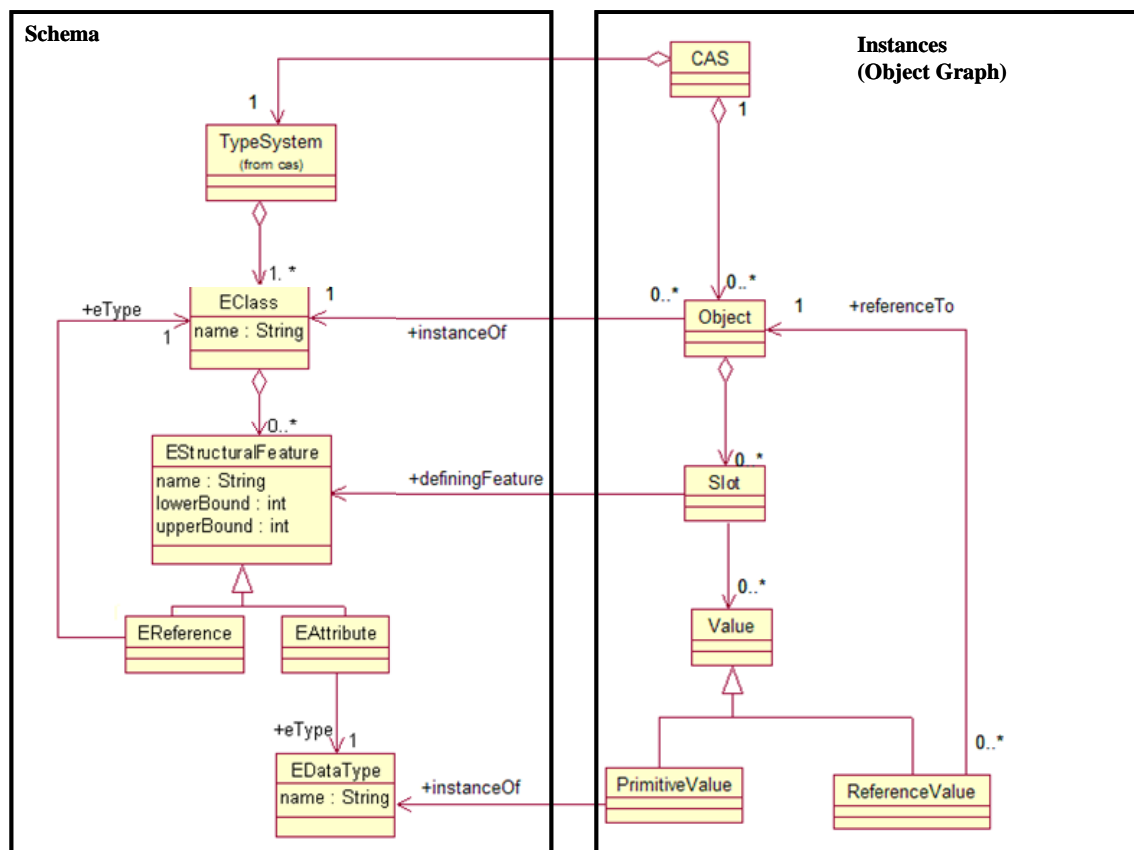 Schema
Instances
(Object Graph)
CAS
1
1
TypeSystem
(from cas)
1. *
0..*
+eType
1
EClass
name : String
1
+instanceOf
0..*
Object
1
+referenceTo
0..*
EStructuralFeature
name : String
lowerBound : int
upperBound : int
+definingFeature
0..*
Slot
0..*
Value
EReference
EAttribute
+eType
1
EDataType
name : String
+instanceOf
PrimitiveValue
0..*
ReferenceValue